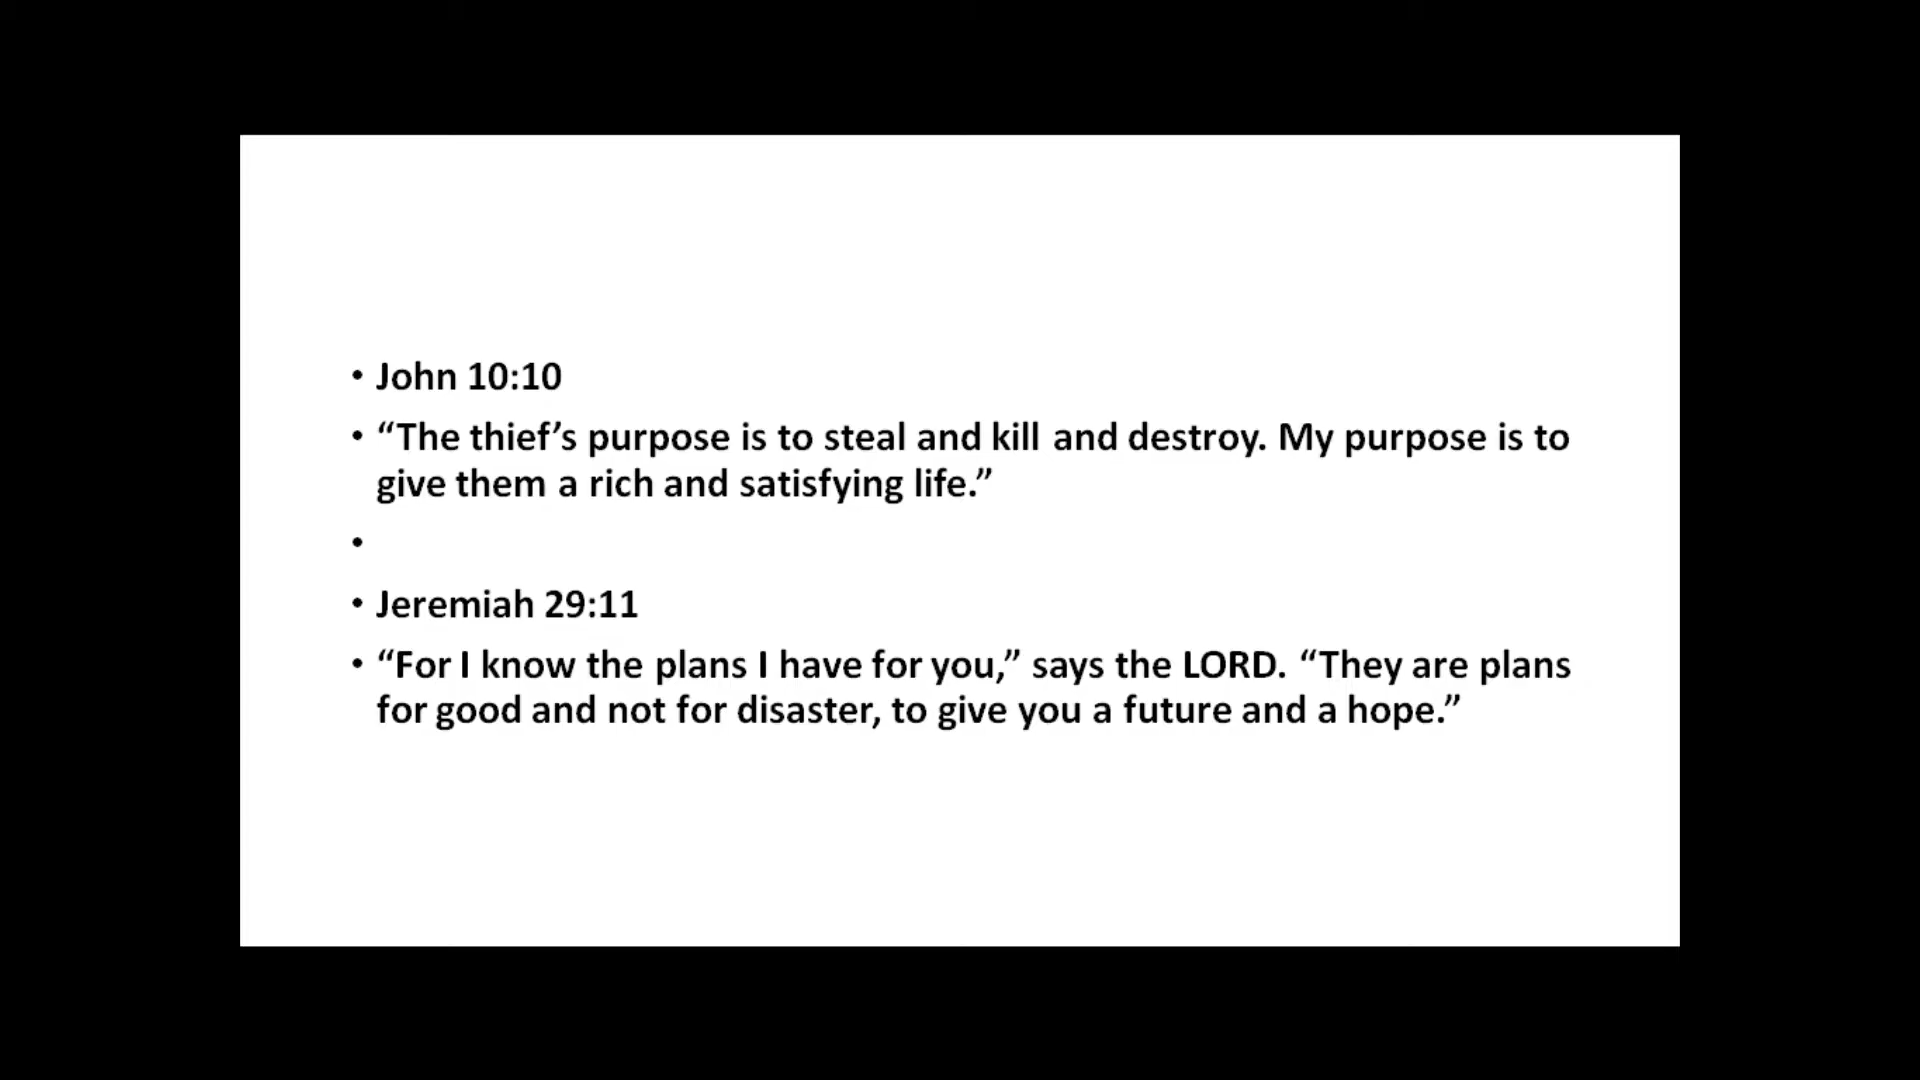 • John 10:10
• “The thief’s purpose is to steal and kill and destroy. My purpose is to
give them a rich and satisfying life.”
•
• Jeremiah 29:11
• “For I know the plans I have for you,” says the LORD. “They are plans
for good and not for disaster, to give you a future and a hope.”